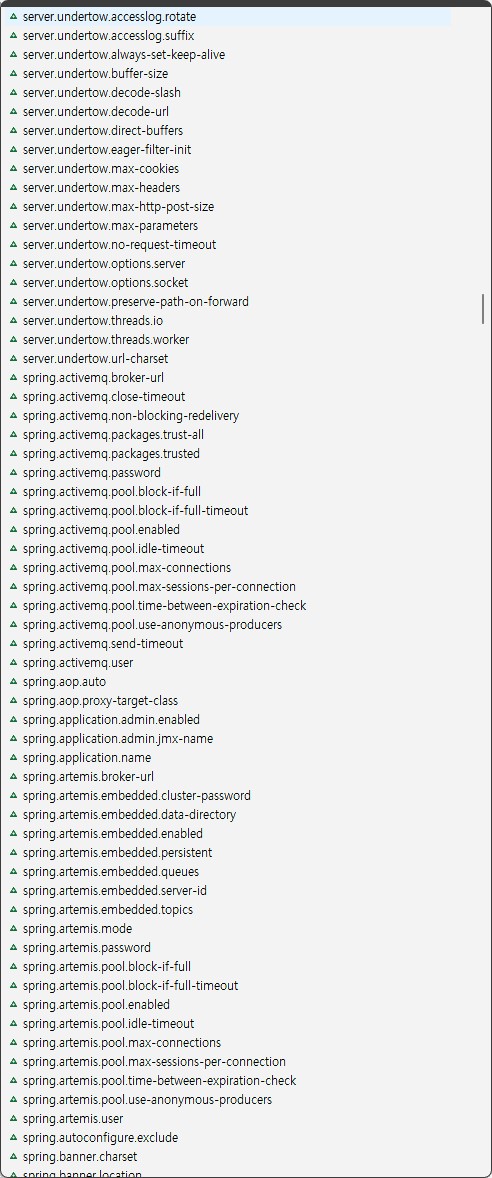 server.undertow.accesslog.rotate
server.undertow.accesslog.suffix
server.undertow.always-set-keep-alive
server.undertow.buffer-size
server.undertow.decode-slash
server.undertow.decode-url
server.undertow.direct-buffers
server.undertow.eager-filter-init
server.undertow.max-cookies
server.undertow.max-headers
server.undertow.max-http-post-size
server.undertow.max-parameters
server.undertow.no-request-timeout
server.undertow.options.server
server.undertow.options.socket
server.undertow.preserve-path-on-forward
server.undertow.threads.io
server.undertow.threads.worker
server.undertow.url-charset
spring.activemq.broker-url
spring.activemq.close-timeout
spring.activemq.non-blocking-redelivery
spring.activemq.packages.trust-all
spring.activemq.packages.trusted
spring.activemq.password
spring.activemq.pool.block-if-full
spring.activemq.pool.block-if-full-timeout
spring.activemq.pool.enabled
spring.activemq.pool.idle-timeout
spring.activemq.pool.max-connections
spring.activemq.pool.max-sessions-per-connection
spring.activemq.pool.time-between-expiration-check
spring.activemq.pool.use-anonymous-producers
spring.activemq.send-timeout
spring.activemq.user
spring.aop.auto
spring.aop.proxy-target-class
spring.application.admin.enabled
spring.application.admin.jmx-name
spring.application.name
spring.artemis.broker-url
spring.artemis.embedded.cluster-password
spring.artemis.embedded.data-directory
spring.artemis.embedded.enabled
spring.artemis.embedded.persistent
spring.artemis.embedded.queues
spring.artemis.embedded.server-id
spring.artemis.embedded.topics
spring.artemis.mode
spring.artemis.password
spring.artemis.pool.block-if-full
spring.artemis.pool.block-if-full-timeout
spring.artemis.pool.enabled
spring.artemis.pool.idle-timeout
spring.artemis.pool.max-connections
spring.artemis.pool.max-sessions-per-connection
spring.artemis.pool.time-between-expiration-check
spring.artemis.pool.use-anonymous-producers
spring.artemis.user
spring.autoconfigure.exclude
spring.banner.charset
spring.banner.location